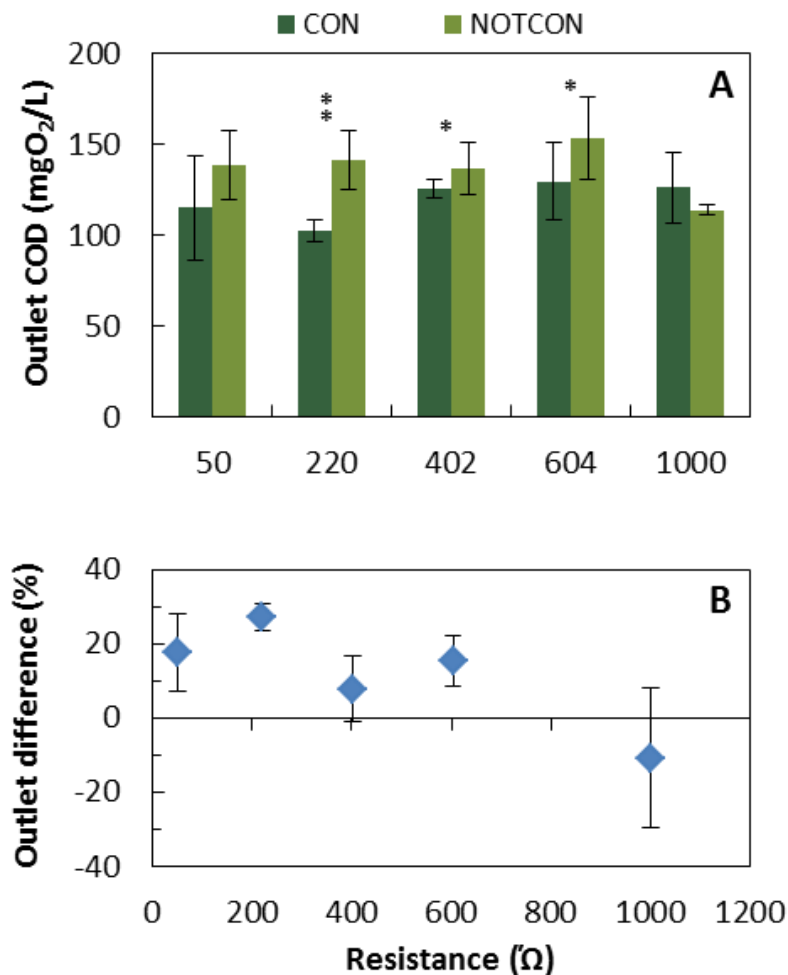 CON NOTCON
A
Outlet COD (mgO₂/L)
200
150
100
50
0
**
*
*
50 220 402 604 1000
B
Outlet difference (%)
40
20
0
-20
-40
0 200 400 600 800 1000 1200
Resistance (Ω)